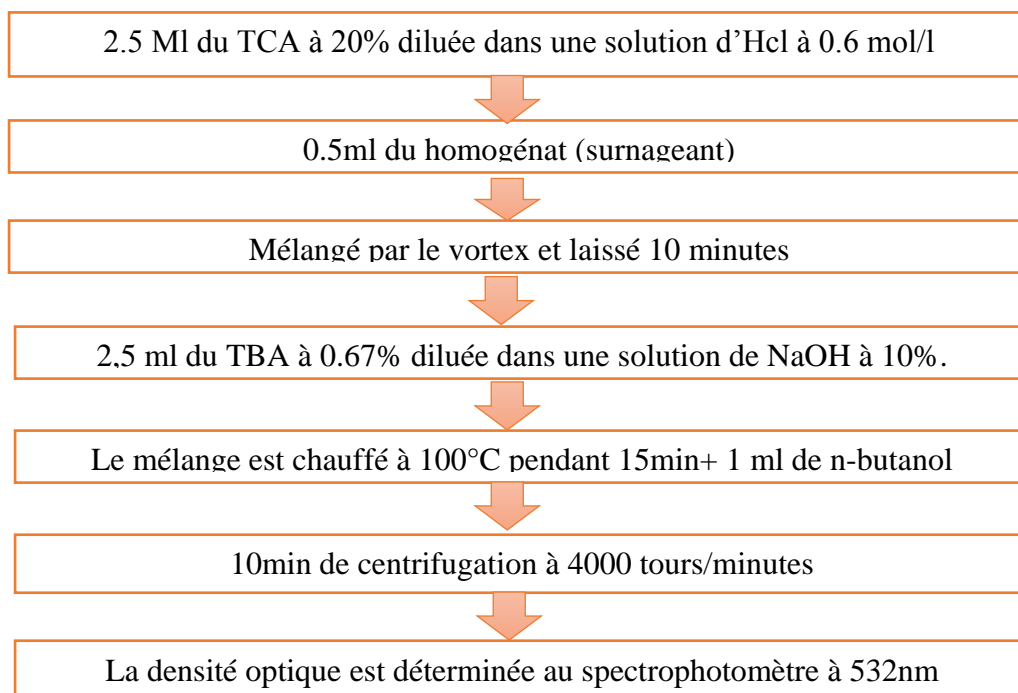 2.5 Ml du TCA à 20% diluée dans une solution d’Hcl à 0.6 mol/l
0.5ml du homogénat (surnageant)
Mélangé par le vortex et laissé 10 minutes
2,5 ml du TBA à 0.67% diluée dans une solution de NaOH à 10%.
Le mélange est chauffé à 100°C pendant 15min+ 1 ml de n-butanol
10min de centrifugation à 4000 tours/minutes
La densité optique est déterminée au spectrophotomètre à 532nm